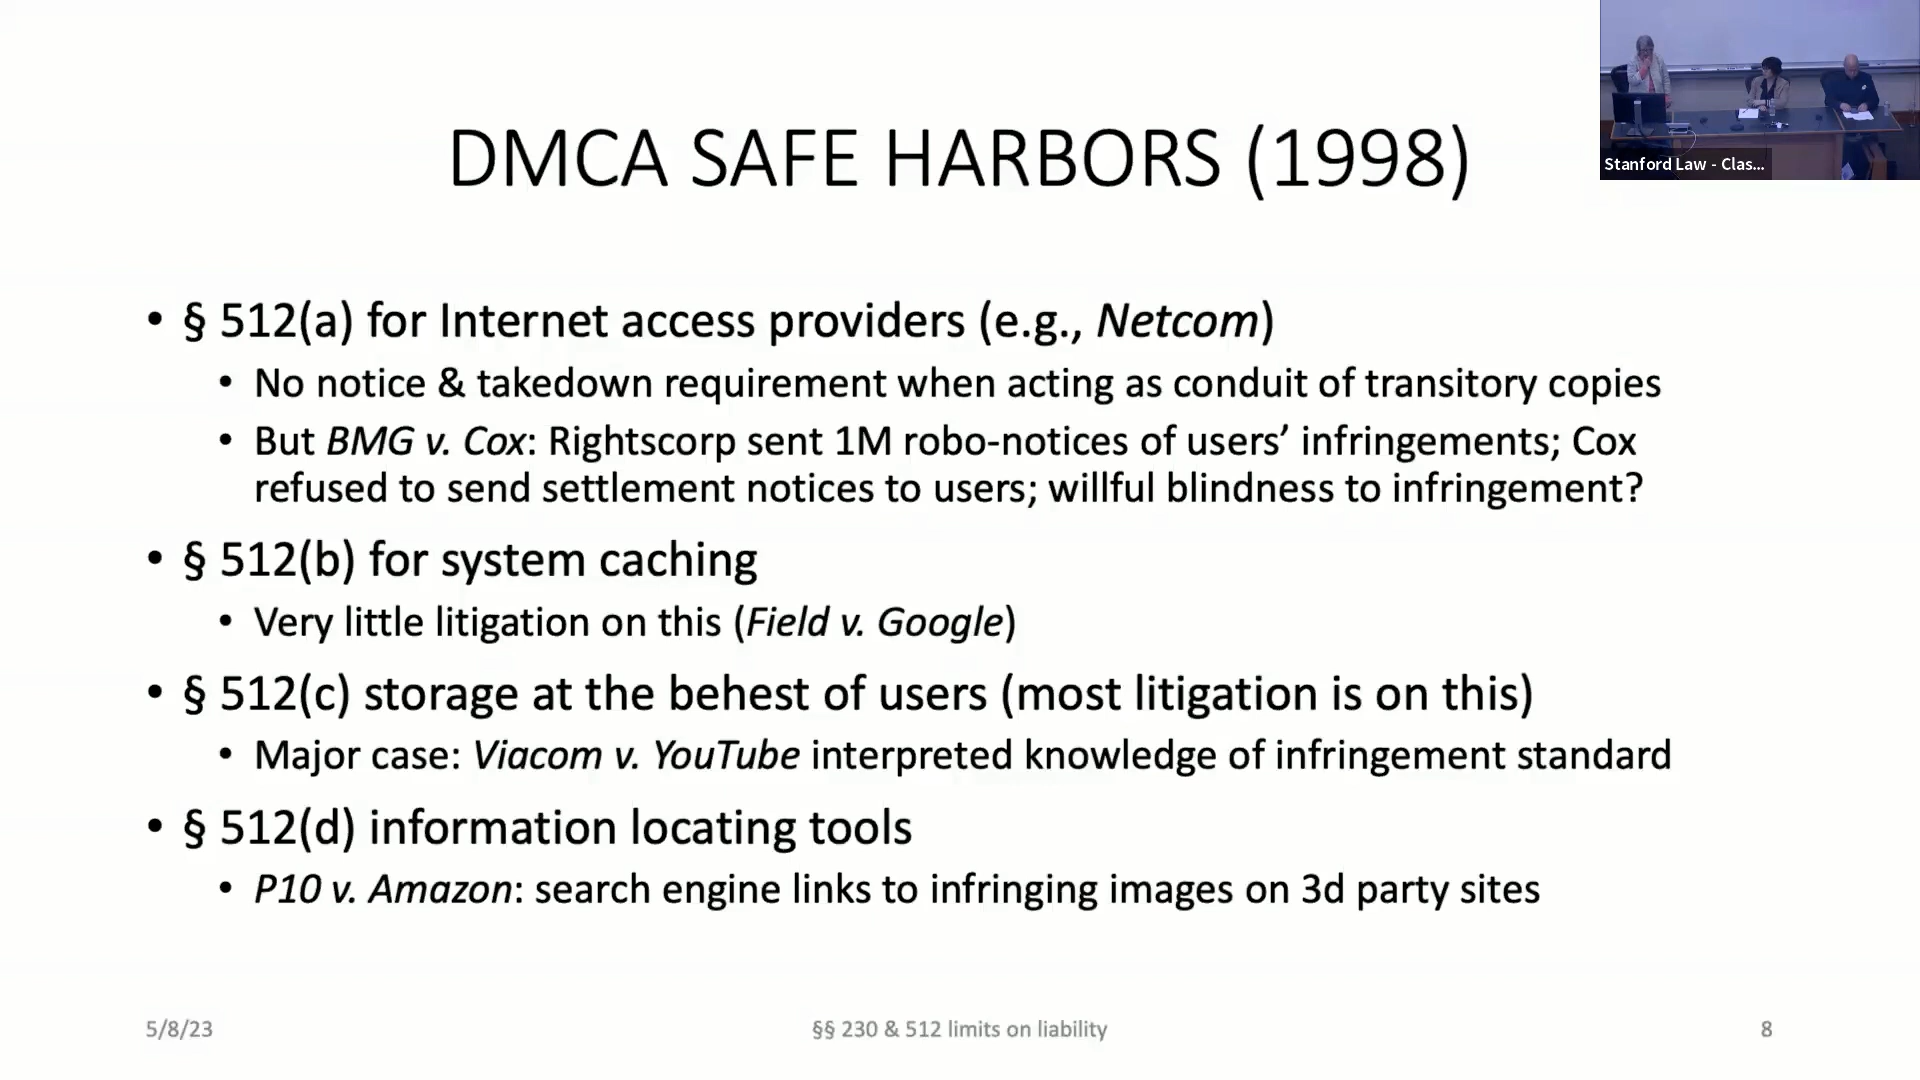 Stanford Law - Clas...
DMCA SAFE HARBORS (1998)
• § 512(a) for Internet access providers (e.g., Netcom)
• No notice & takedown requirement when acting as conduit of transitory copies
• But BMG v. Cox: Rightscorp sent 1M robo-notices of users’ infringements; Cox
refused to send settlement notices to users; willful blindness to infringement?
• § 512(b) for system caching
• Very little litigation on this (Field v. Google)
• § 512(c) storage at the behest of users (most litigation is on this)
• Major case: Viacom v. YouTube interpreted knowledge of infringement standard
• § 512(d) information locating tools
• P10 v. Amazon: search engine links to infringing images on 3d party sites
5/8/23
§§ 230 & 512 limits on liability
8